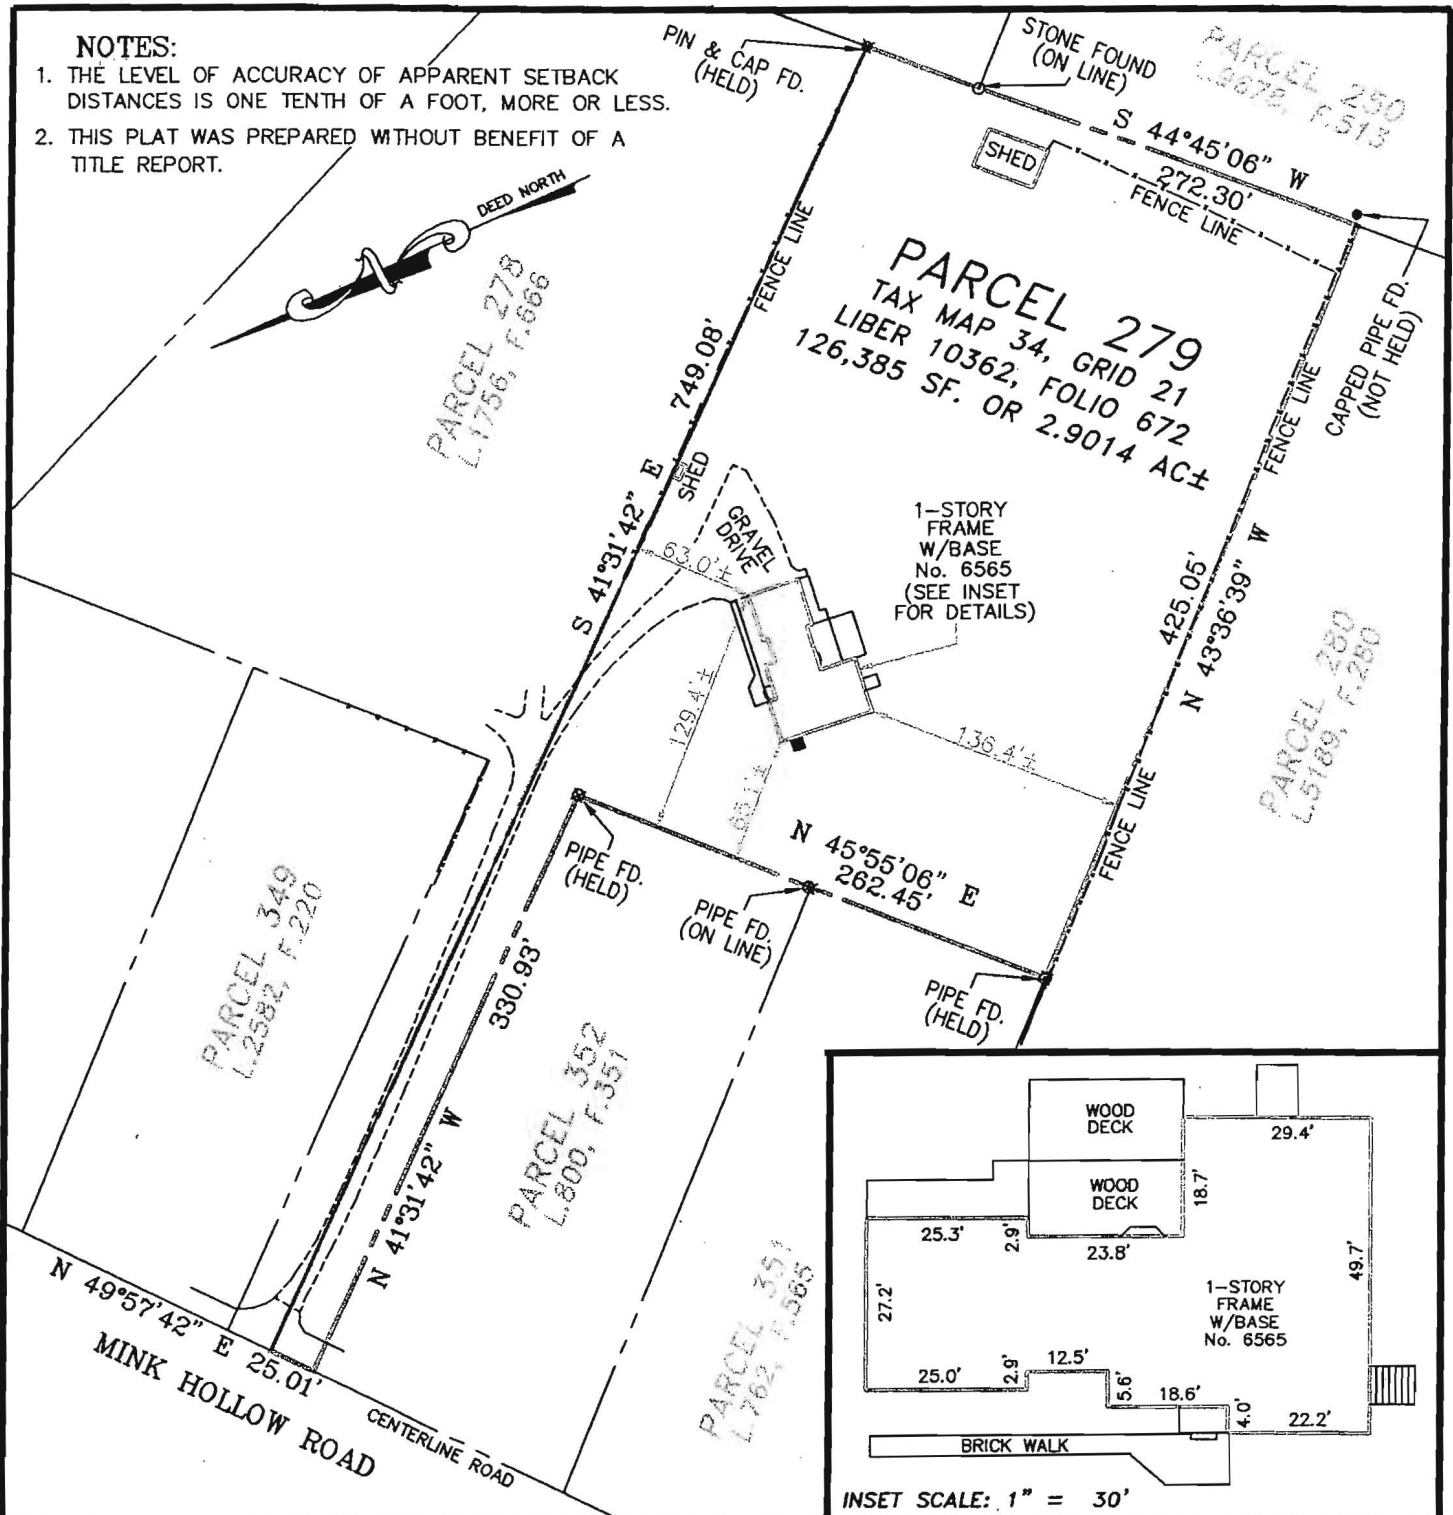 NOTES:
1. THE LEVEL OF ACCURACY OF APPARENT SETBACK
DISTANCES IS ONE TENTH OF A FOOT, MORE OR LESS.
2. THIS PLAT WAS PREPARED WITHOUT BENEFIT OF A
TITLE REPORT.
DEED NORTH
PIN & CAP FD.
(HELD)
STONE FOUND
(ON LINE)
PARCEL 250
L.9678, F.513
S 44°45'06" W
272.30'
FENCE LINE
SHED
FENCE LINE
CAPPED PIPE FD.
(NOT HELD)
PARCEL 279
TAX MAP 34, GRID 21
LIBER 10362, FOLIO 672
126,385 SF. OR 2.9014 AC±
PARCEL 278
L.1756, F.666
749.08'
S 41°31'42" E
SHED
GRAVEL
DRIVE
63.0'±
1-STORY
FRAME
W/BASE
No. 6565
(SEE INSET
FOR DETAILS)
FENCE LINE
425.05'
N 43°36'39" W
PARCEL 280
L.5189, F.280
129.4'±
65.1'±
136.4'±
FENCE LINE
N 45°55'06" E
262.45'
PIPE FD.
(HELD)
PIPE FD.
(ON LINE)
PIPE FD.
(HELD)
PARCEL 349
L.2582, F.220
330.93'
N 41°31'42" W
PARCEL 352
L.800, F.351
PARCEL 351
L.762, F.565
N 49°57'42" E 25.01'
MINK HOLLOW ROAD
CENTERLINE ROAD
WOOD
DECK
29.4'
WOOD
DECK
18.7'
25.3'
2.9'
23.8'
27.2'
49.7'
1-STORY
FRAME
W/BASE
No. 6565
25.0'
2.9'
12.5'
5.6'
18.6'
4.0'
22.2'
BRICK WALK
INSET SCALE: 1" = 30'